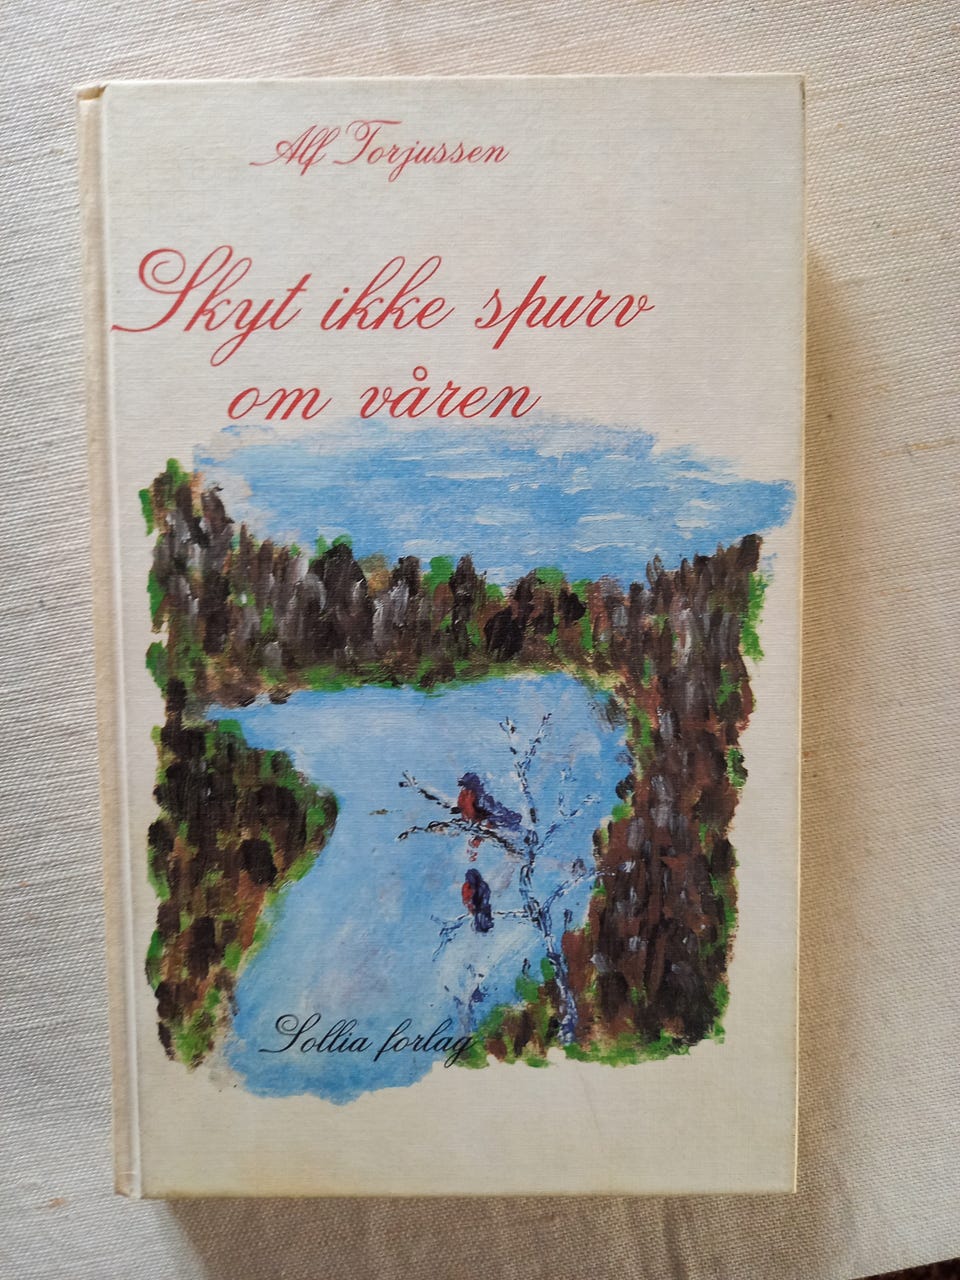 Alf Torjussen
Skyt ikke spurv
om våren
Sollia forlag